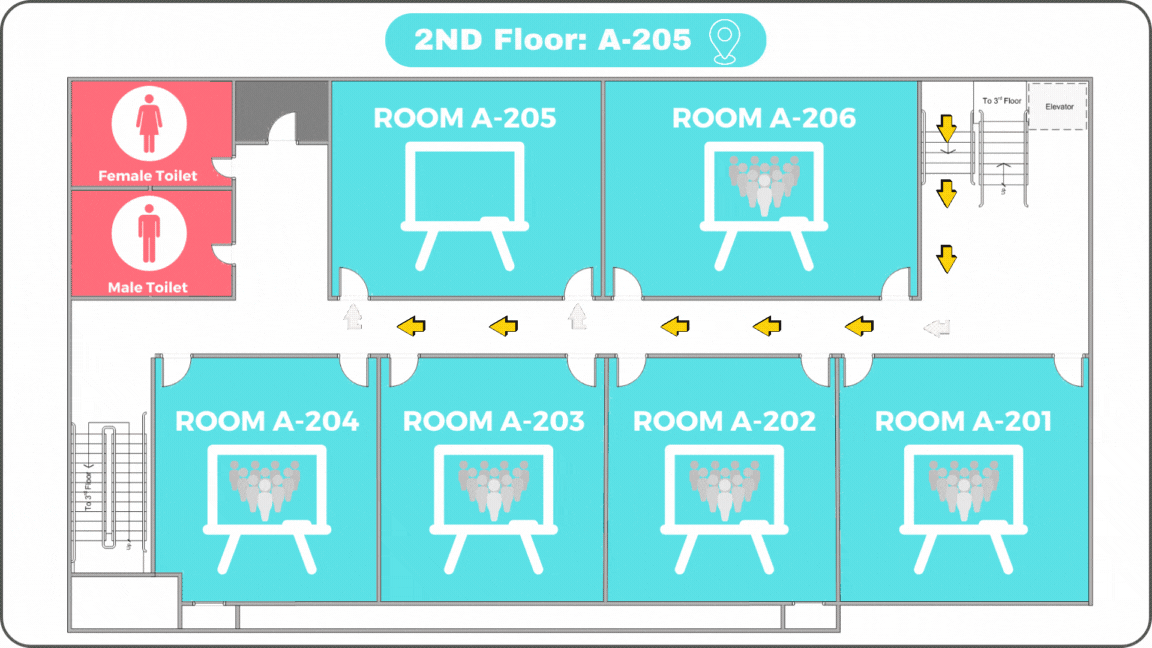 2ND Floor: A-205
To 3rd Floor
Elevator
ROOM A-205
ROOM A-206
Female Toilet
Male Toilet
ROOM A-204
ROOM A-203
ROOM A-202
ROOM A-201
To 3rd Floor